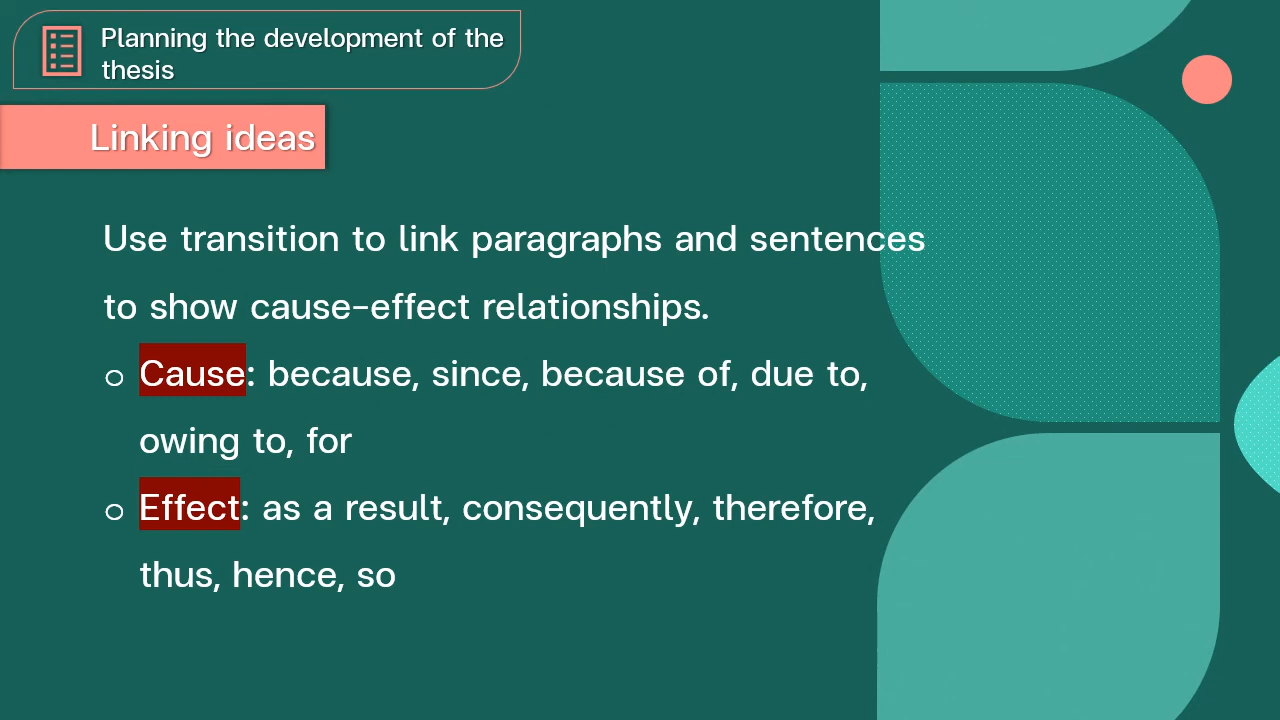 Planning the development of the
thesis
Linking ideas
Use transition to link paragraphs and sentences
to show cause-effect relationships.
o Cause: because, since, because of, due to,
owing to, for
o Effect: as a result, consequently, therefore,
thus, hence, so